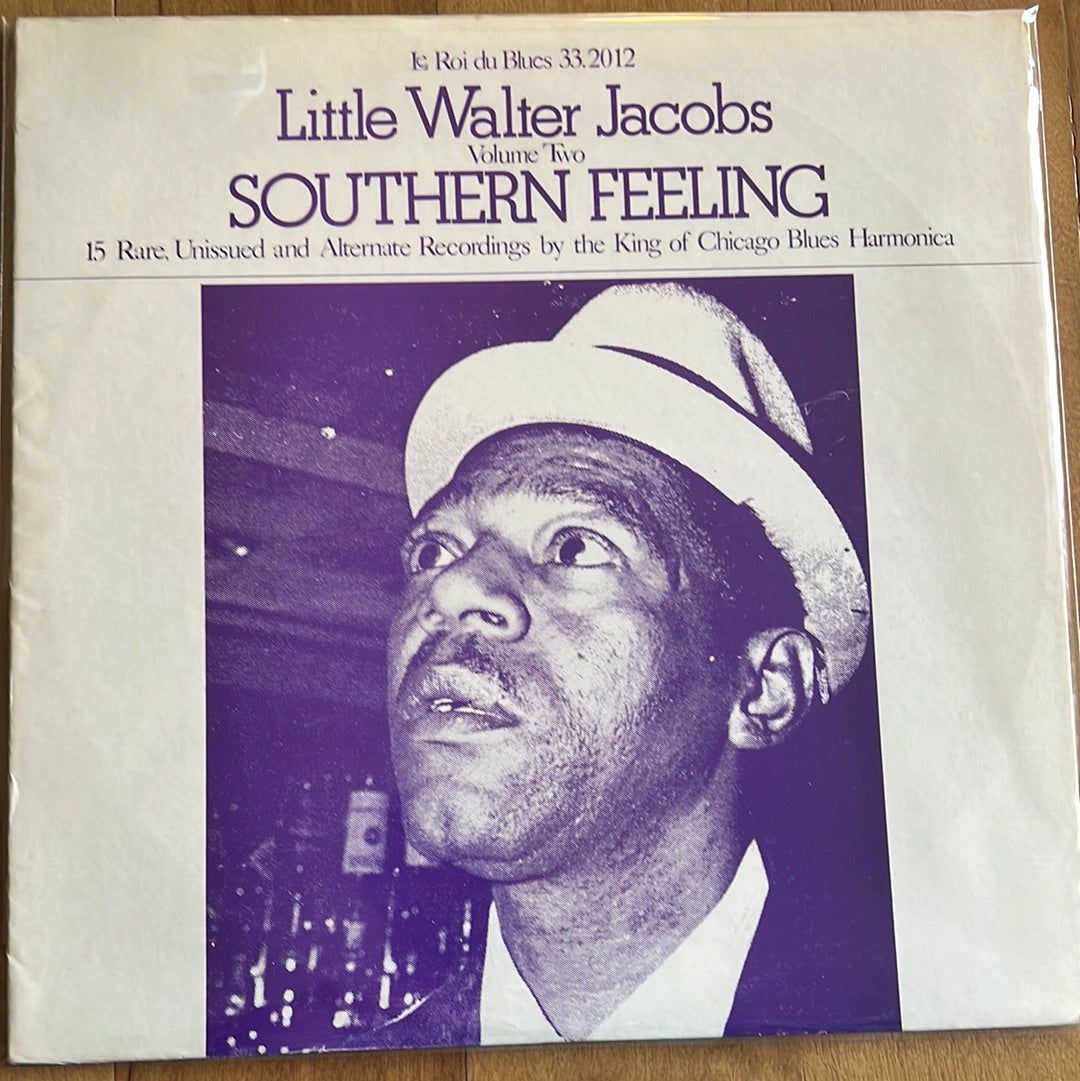 Le Roi du Blues 33.2012
Little Walter Jacobs
Volume Two
SOUTHERN FEELING
15 Rare, Unissued and Alternate Recordings by the King of Chicago Blues Harmonica